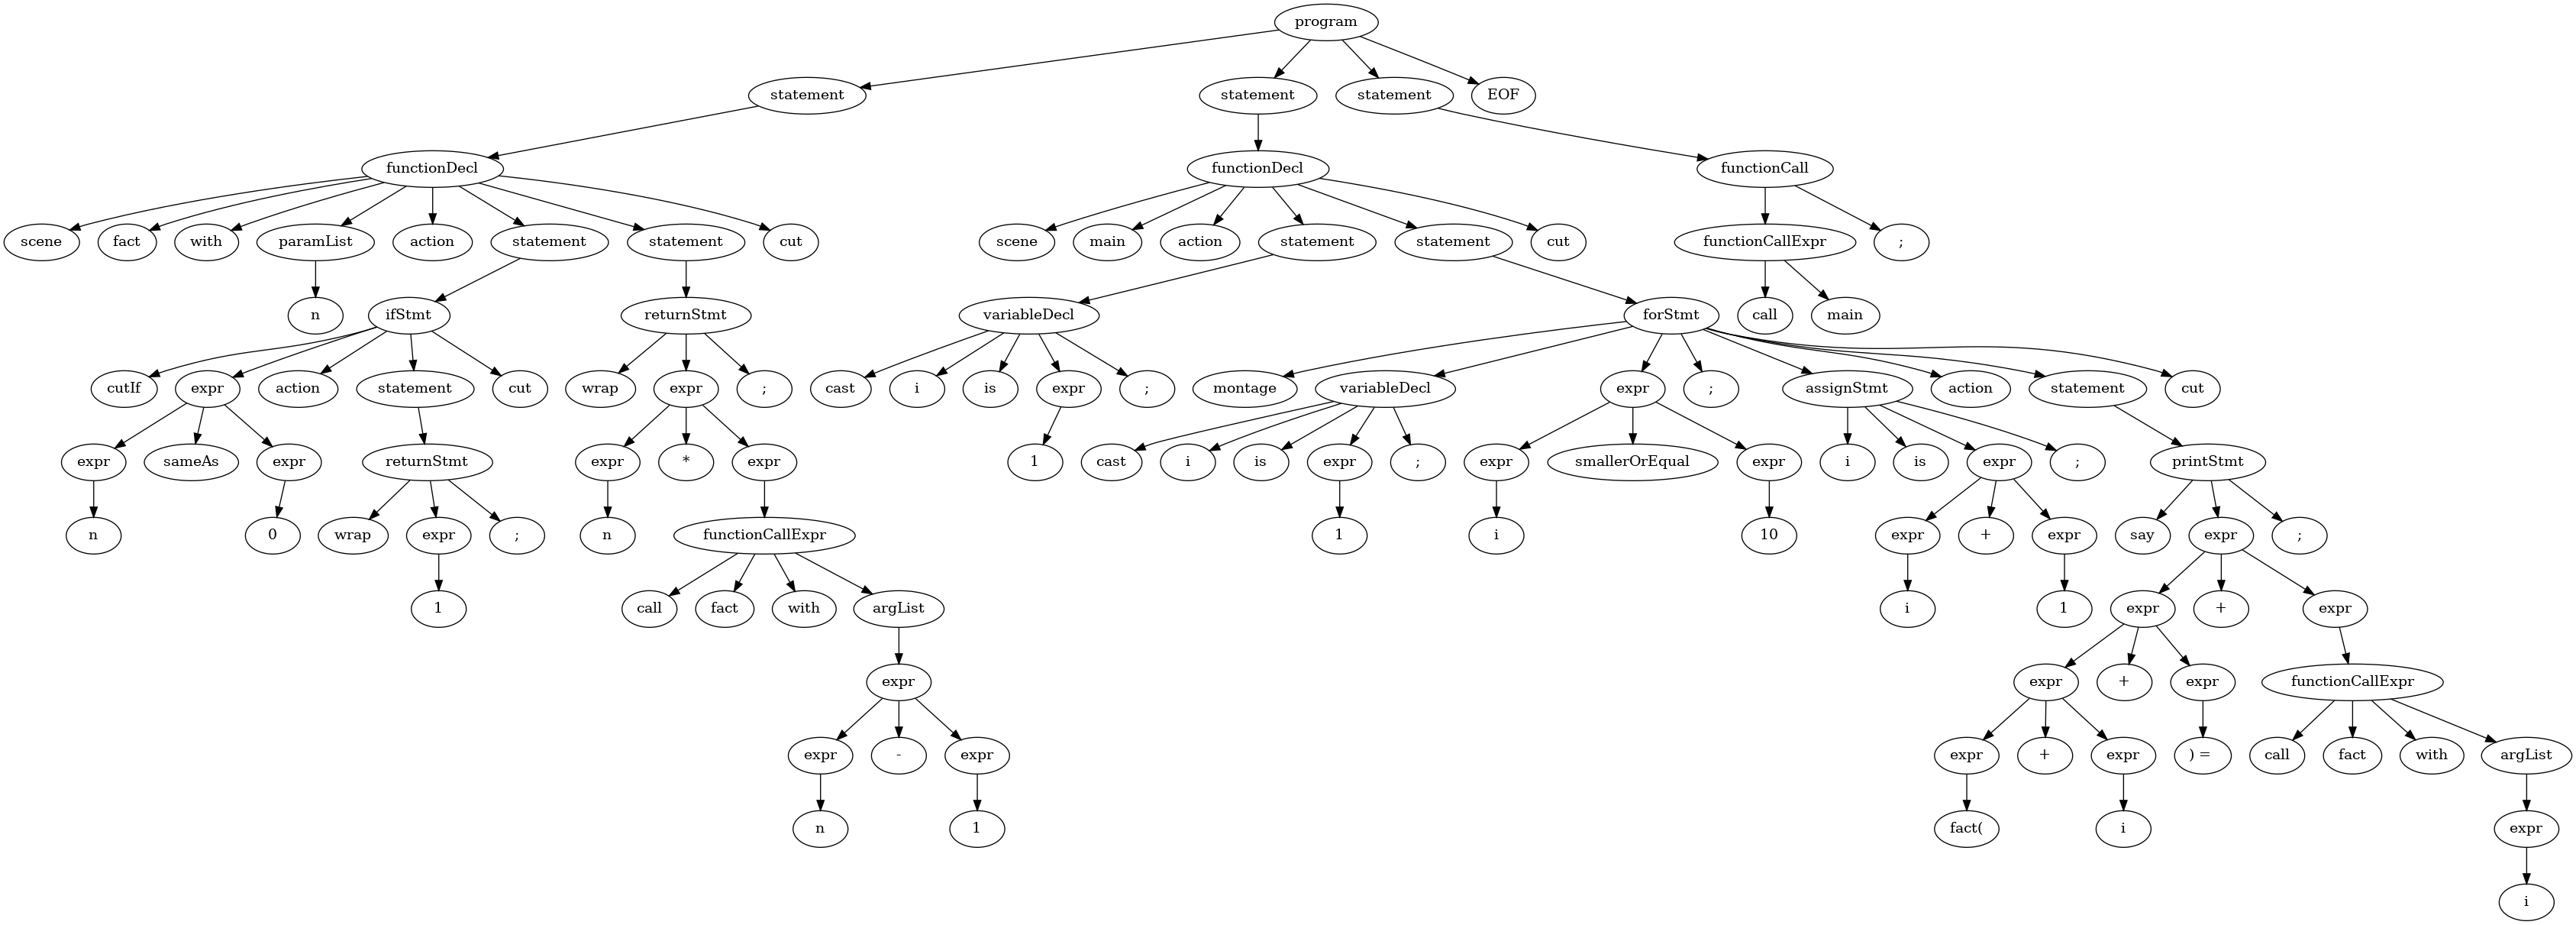 program
statement statement statement EOF
functionDecl functionDecl functionCall
scene fact with paramList action statement statement cut scene main action statement statement cut functionCallExpr ;
n ifStmt returnStmt variableDecl forStmt call main
cutIf expr action statement cut wrap expr ; cast i is expr ; montage variableDecl expr ; assignStmt action statement cut
expr sameAs expr returnStmt expr * expr 1 cast i is expr ; expr smallerOrEqual expr i is expr ; printStmt
n 0 wrap expr ; n functionCallExpr 1 i 10 expr + expr say expr ;
1 call fact with argList i 1 expr + expr
expr expr + expr functionCallExpr
expr - expr expr + expr ) = call fact with argList
n 1 fact( i expr
i